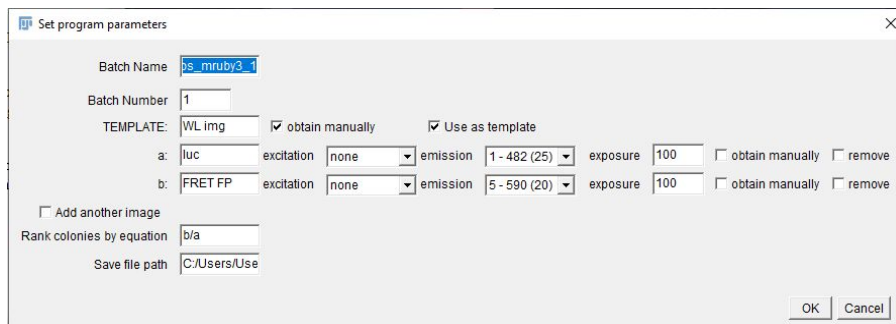 Set program parameters
Batch Name os_mruby3_1
Batch Number 1
TEMPLATE: WL img obtain manually Use as template
a: luc excitation none emission 1 - 482 (25) exposure 100 obtain manually remove
b: FRET FP excitation none emission 5 - 590 (20) exposure 100 obtain manually remove
Add another image
Rank colonies by equation b/a
Save file path C:/Users/Use
OK Cancel